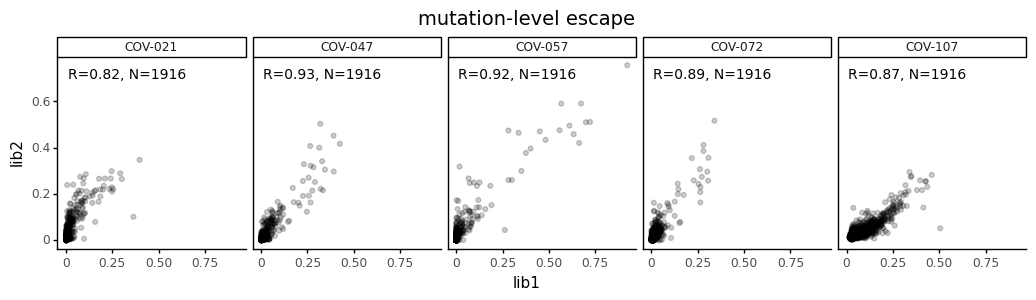 mutation-level escape
COV-021 COV-047 COV-057 COV-072 COV-107
R=0.82, N=1916 R=0.93, N=1916 R=0.92, N=1916 R=0.89, N=1916 R=0.87, N=1916
0.6
0.4
lib2
0.2
0
0 0.25 0.50 0.75 0 0.25 0.50 0.75 0 0.25 0.50 0.75 0 0.25 0.50 0.75 0 0.25 0.50 0.75
lib1